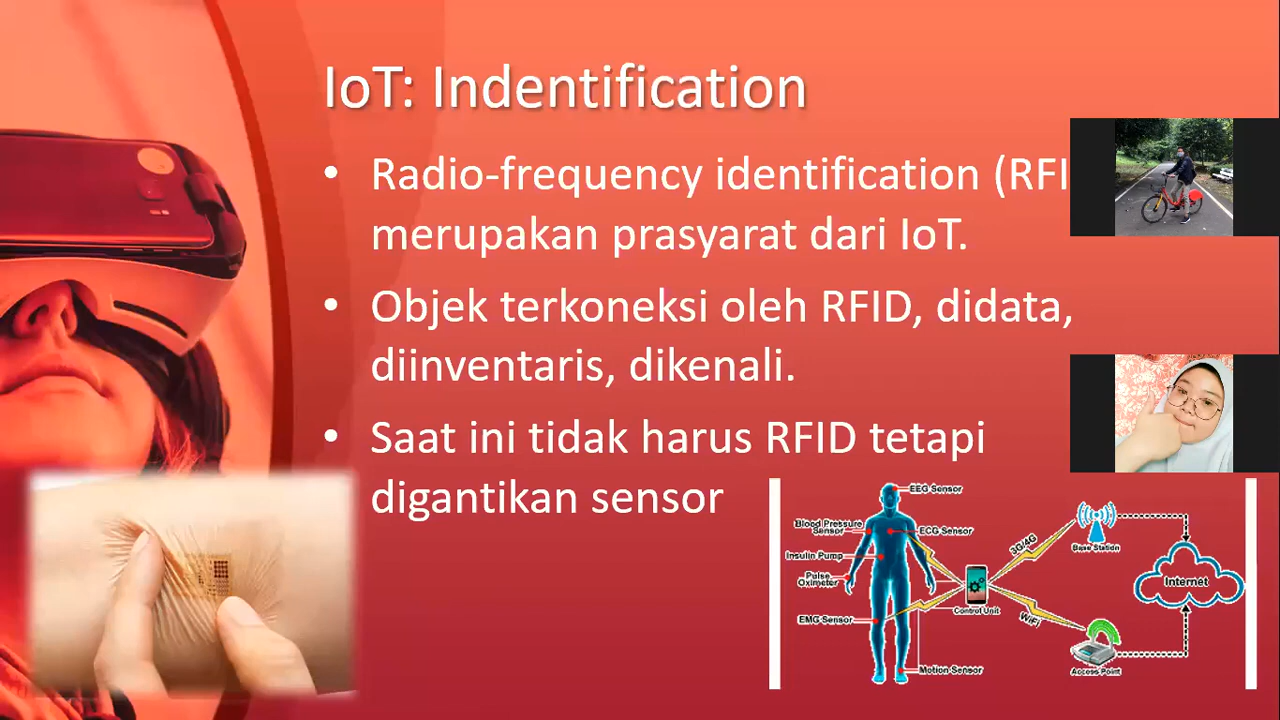 IoT: Indentification
• Radio-frequency identification (RFI
merupakan prasyarat dari IoT.
• Objek terkoneksi oleh RFID, didata,
diinventaris, dikenali.
• Saat ini tidak harus RFID tetapi
digantikan sensor
EEG Sensor
Blood Pressure
Sensor
ECG Sensor
Insulin Pump
Pulse
Oximeter
EMG Sensor
Motion Sensor
Control Unit
3G/4G
WiFi
Base Station
Access Point
Internet